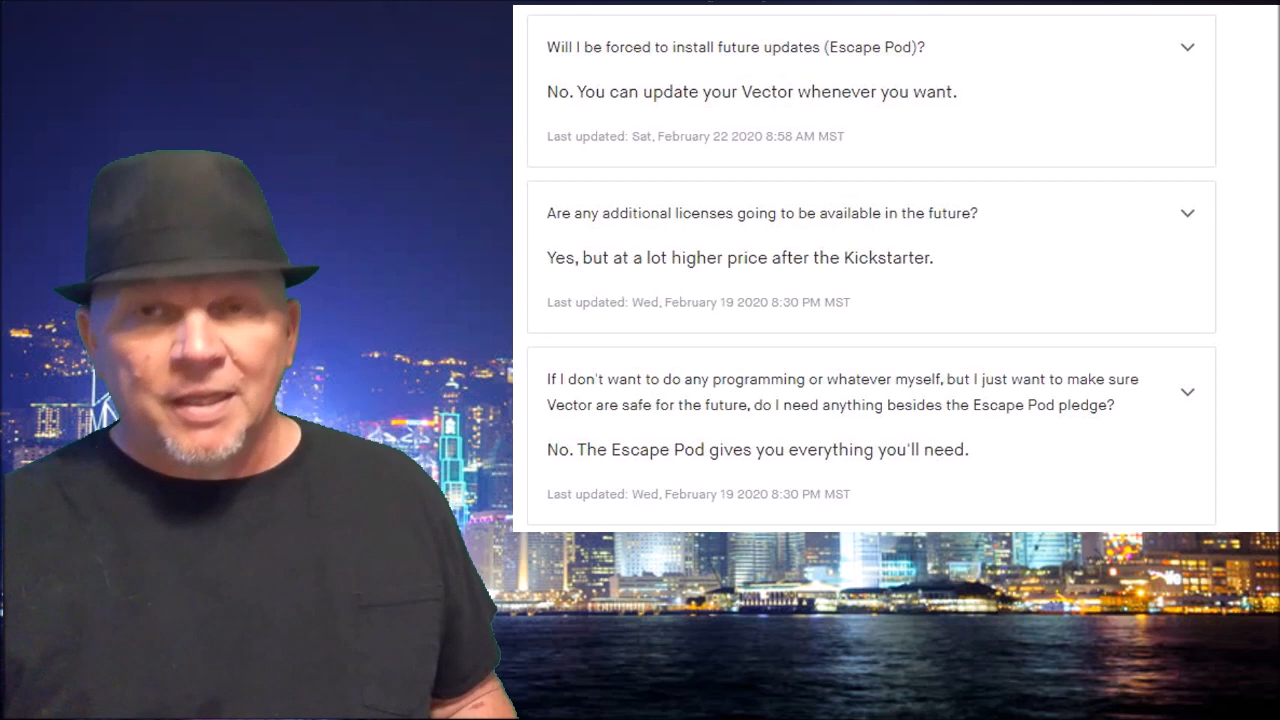 Will I be forced to install future updates (Escape Pod)?
No. You can update your Vector whenever you want.
Last updated: Sat, February 22 2020 8:58 AM MST
Are any additional licenses going to be available in the future?
Yes, but at a lot higher price after the Kickstarter.
Last updated: Wed, February 19 2020 8:30 PM MST
If I don't want to do any programming or whatever myself, but I just want to make sure
Vector are safe for the future, do I need anything besides the Escape Pod pledge?
No. The Escape Pod gives you everything you'll need.
Last updated: Wed, February 19 2020 8:30 PM MST